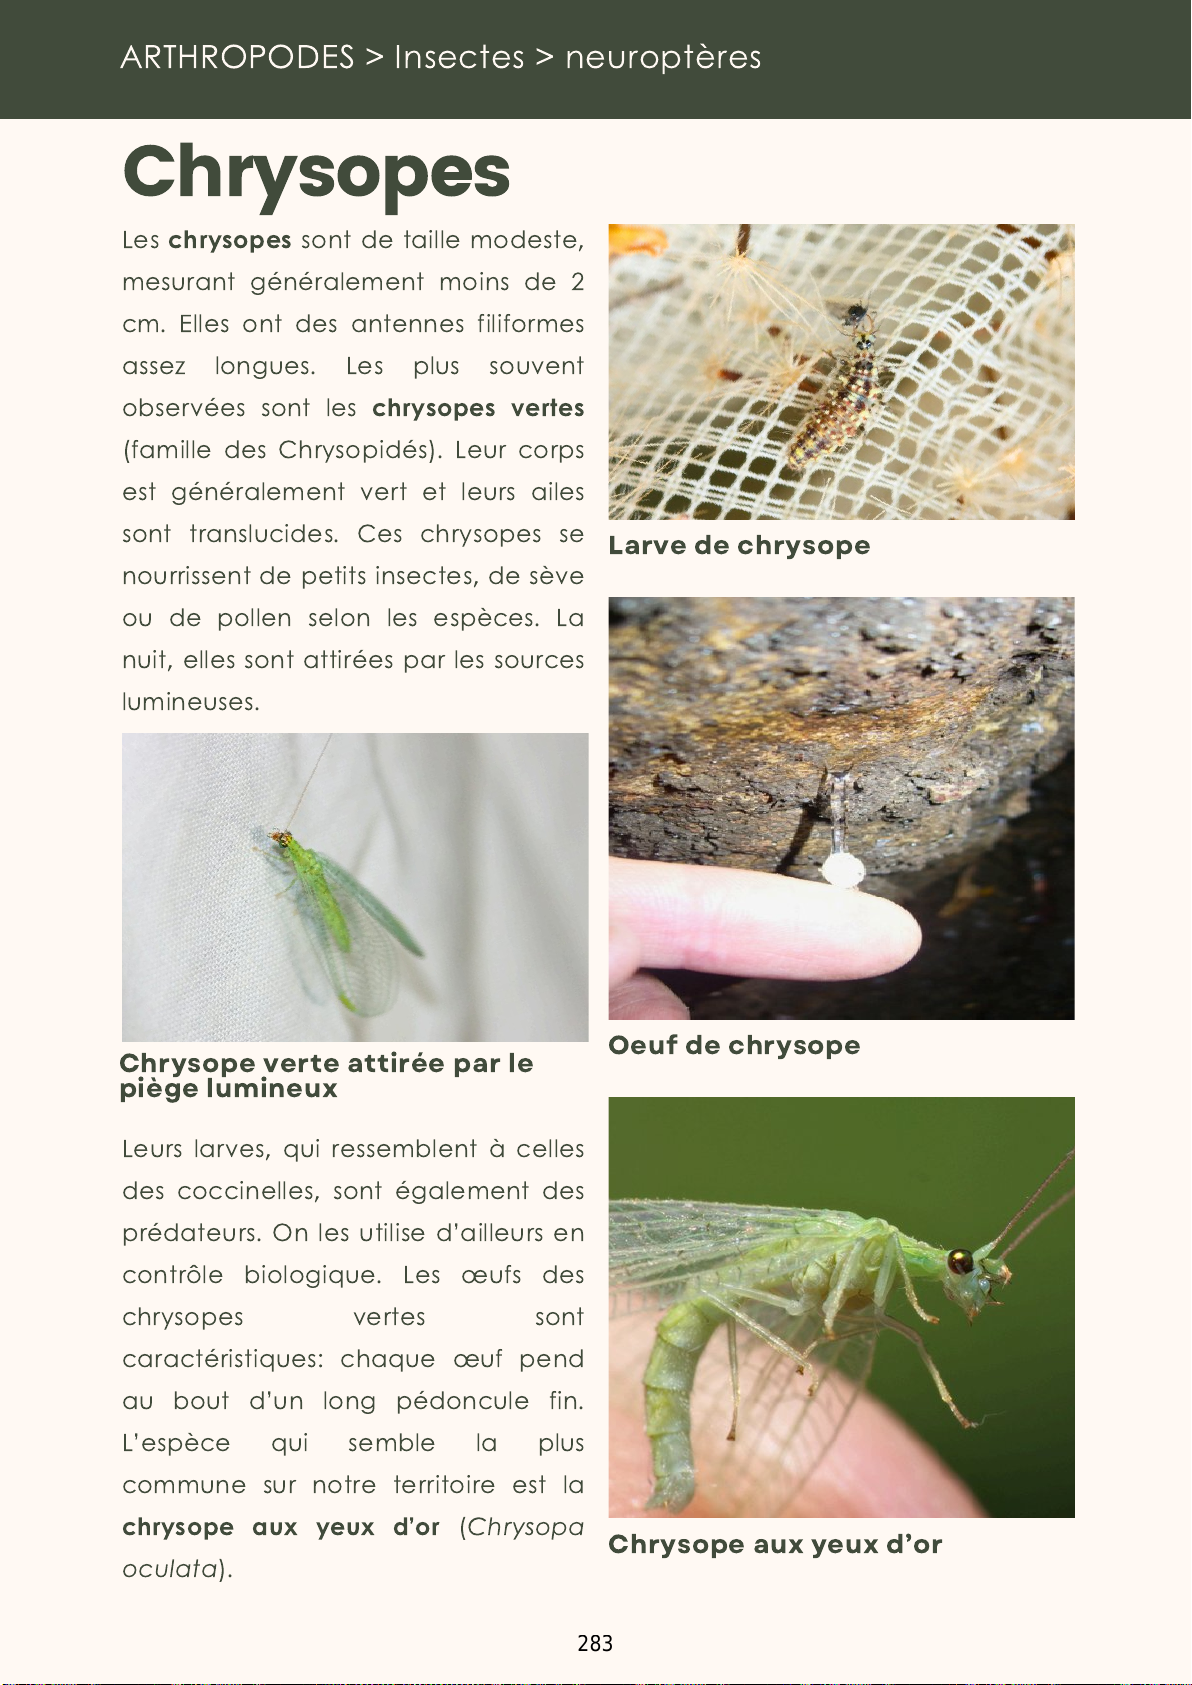 ARTHROPODES > Insectes > neuroptères
Chrysopes
Les chrysopes sont de taille modeste,
mesurant généralement moins de 2
cm. Elles ont des antennes filiformes
assez longues. Les plus souvent
observées sont les chrysopes vertes
(famille des Chrysopidés). Leur corps
est généralement vert et leurs ailes
sont translucides. Ces chrysopes se
nourrissent de petits insectes, de sève
ou de pollen selon les espèces. La
nuit, elles sont attirées par les sources
lumineuses.
Chrysope verte attirée par le
piège lumineux
Leurs larves, qui ressemblent à celles
des coccinelles, sont également des
prédateurs. On les utilise d'ailleurs en
contrôle biologique. Les œufs des
chrysopes vertes sont
caractéristiques: chaque œuf pend
au bout d'un long pédoncule fin.
L'espèce qui semble la plus
commune sur notre territoire est la
chrysope aux yeux d'or (Chrysopa
oculata).
Larve de chrysope
Oeuf de chrysope
Chrysope aux yeux d'or
283